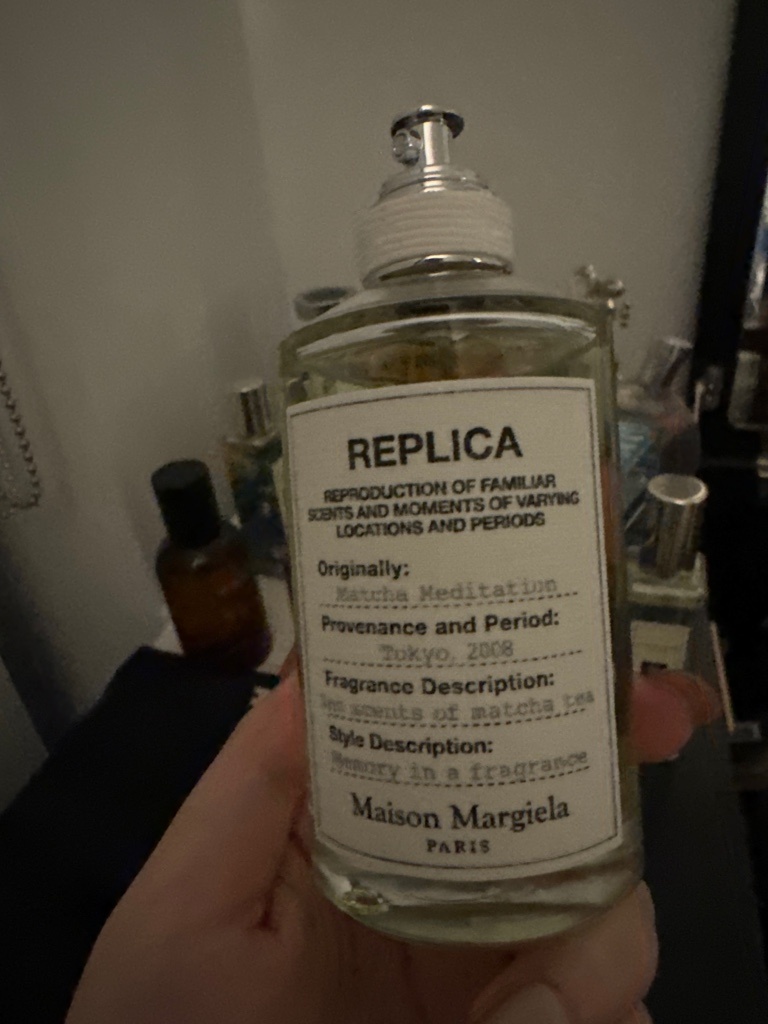 REPLICA
REPRODUCTION OF FAMILIAR
SCENTS AND MOMENTS OF VARYING
LOCATIONS AND PERIODS
Originally:
Matcha Meditation
Provenance and Period:
Tokyo, 2008
Fragrance Description:
scents of matcha tea
Style Description:
Memory in a fragrance
Maison Margiela
PARIS